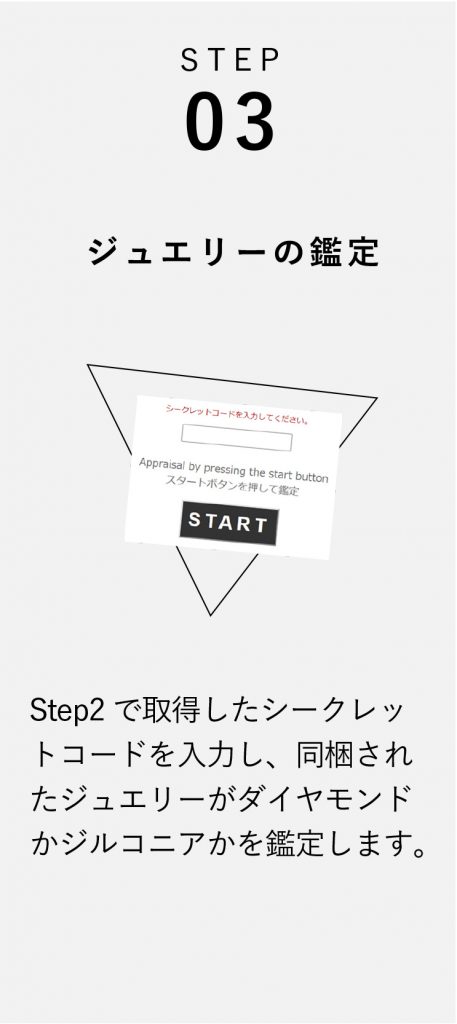 STEP
03
ジュエリーの鑑定
シークレットコードを入力してください。
Appraisal by pressing the start button
スタートボタンを押して鑑定
START
Step2 で取得したシークレッ
トコードを入力し、同梱され
たジュエリーがダイヤモンド
かジルコニアかを鑑定します。